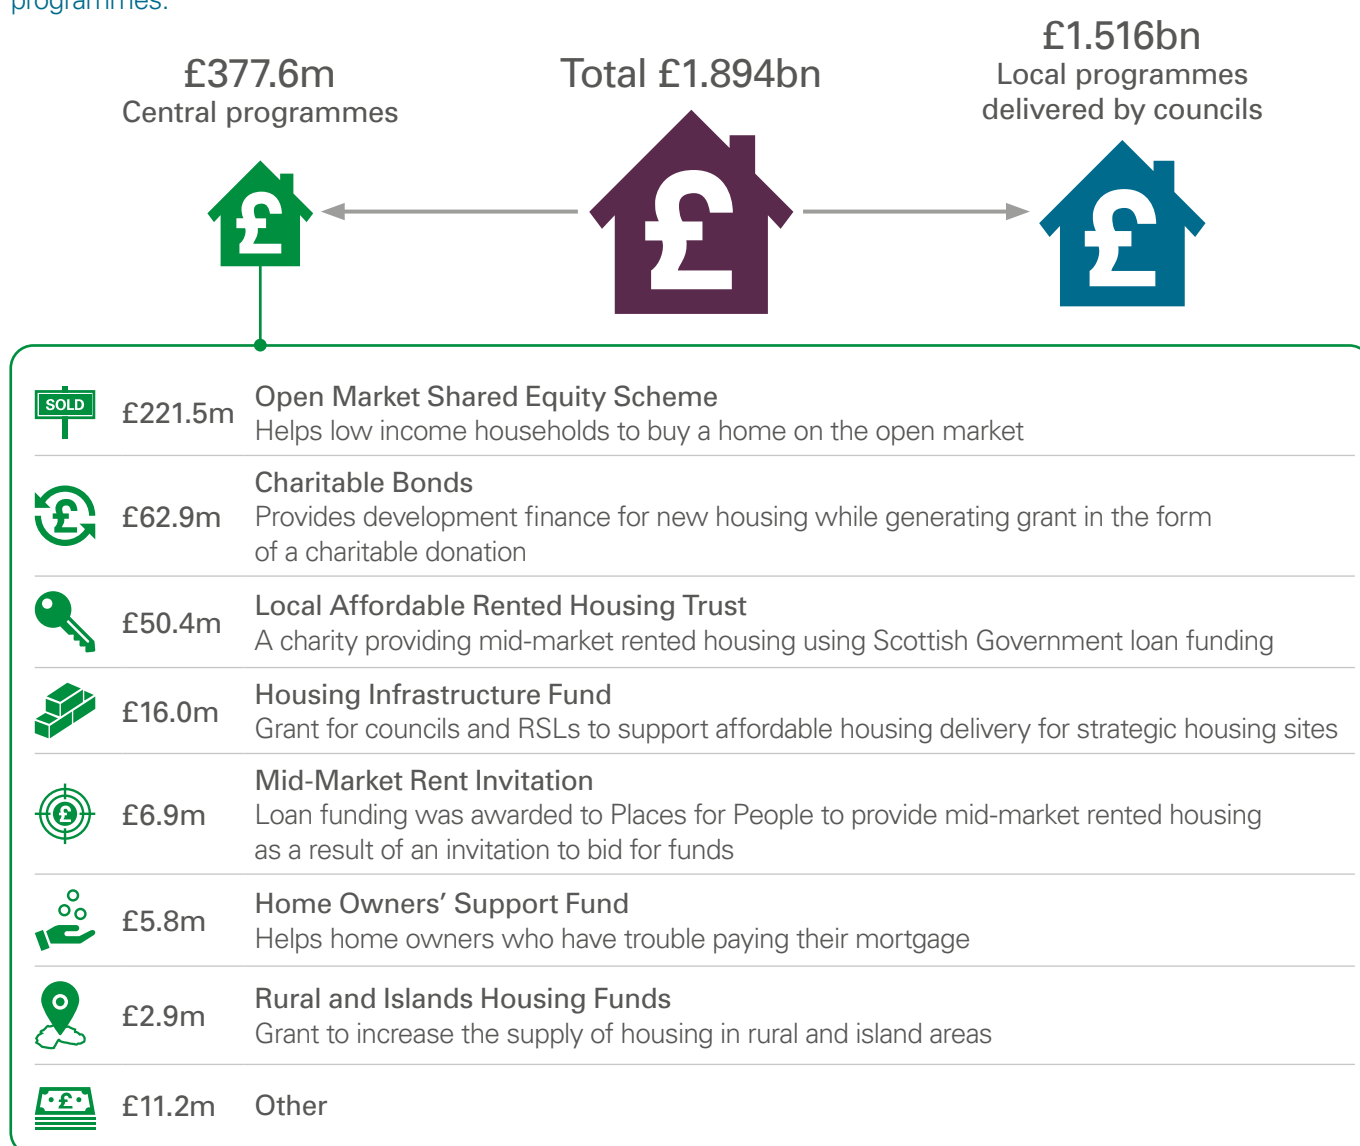 programmes.
£377.6m
Central programmes
Total £1.894bn
£1.516bn
Local programmes
delivered by councils
£
£
£
SOLD
£221.5m
Open Market Shared Equity Scheme
Helps low income households to buy a home on the open market
£
£62.9m
Charitable Bonds
Provides development finance for new housing while generating grant in the form
of a charitable donation
£50.4m
Local Affordable Rented Housing Trust
A charity providing mid-market rented housing using Scottish Government loan funding
£16.0m
Housing Infrastructure Fund
Grant for councils and RSLs to support affordable housing delivery for strategic housing sites
£
£6.9m
Mid-Market Rent Invitation
Loan funding was awarded to Places for People to provide mid-market rented housing
as a result of an invitation to bid for funds
£5.8m
Home Owners’ Support Fund
Helps home owners who have trouble paying their mortgage
£2.9m
Rural and Islands Housing Funds
Grant to increase the supply of housing in rural and island areas
£
£11.2m
Other